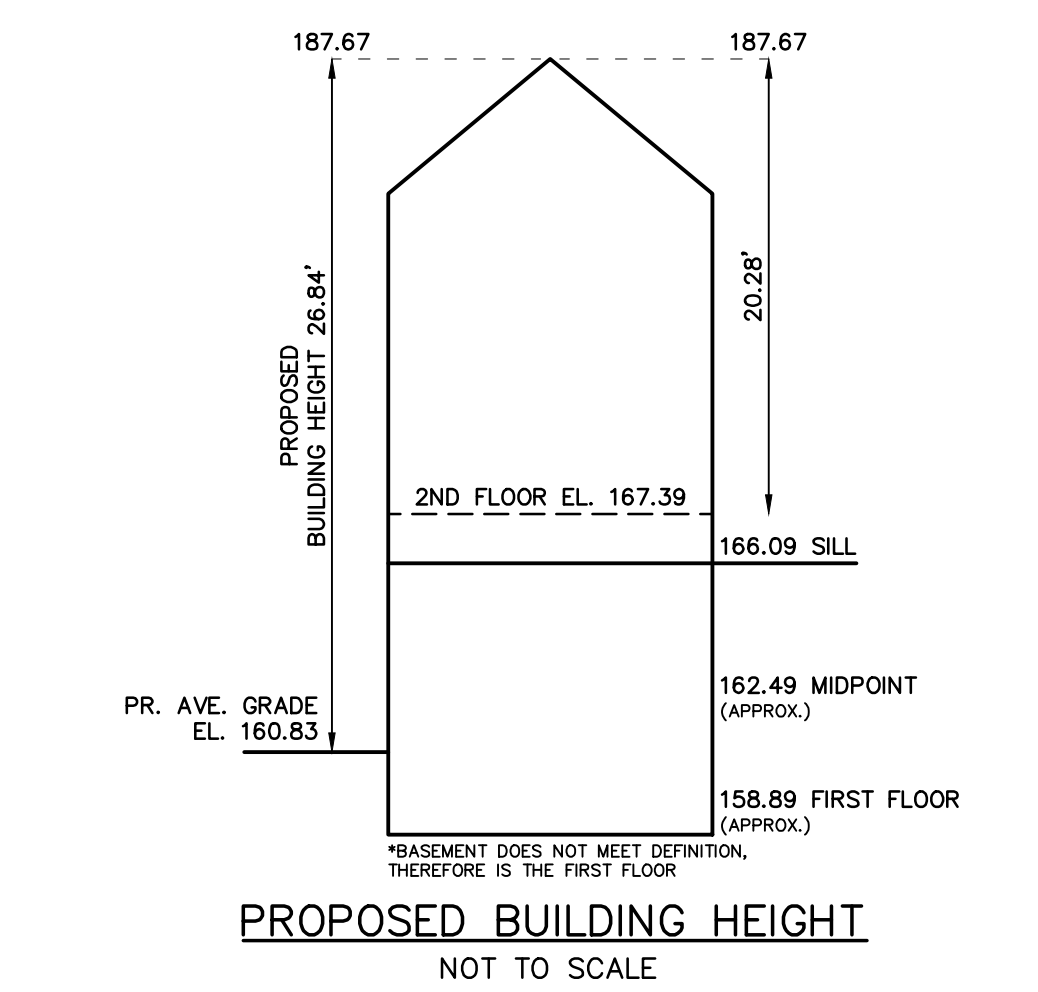 187.67
187.67
PROPOSED
BUILDING HEIGHT 26.84'
20.28'
2ND FLOOR EL. 167.39
166.09 SILL
162.49 MIDPOINT
(APPROX.)
PR. AVE. GRADE
EL. 160.83
158.89 FIRST FLOOR
(APPROX.)
*BASEMENT DOES NOT MEET DEFINITION,
THEREFORE IS THE FIRST FLOOR
PROPOSED BUILDING HEIGHT
NOT TO SCALE